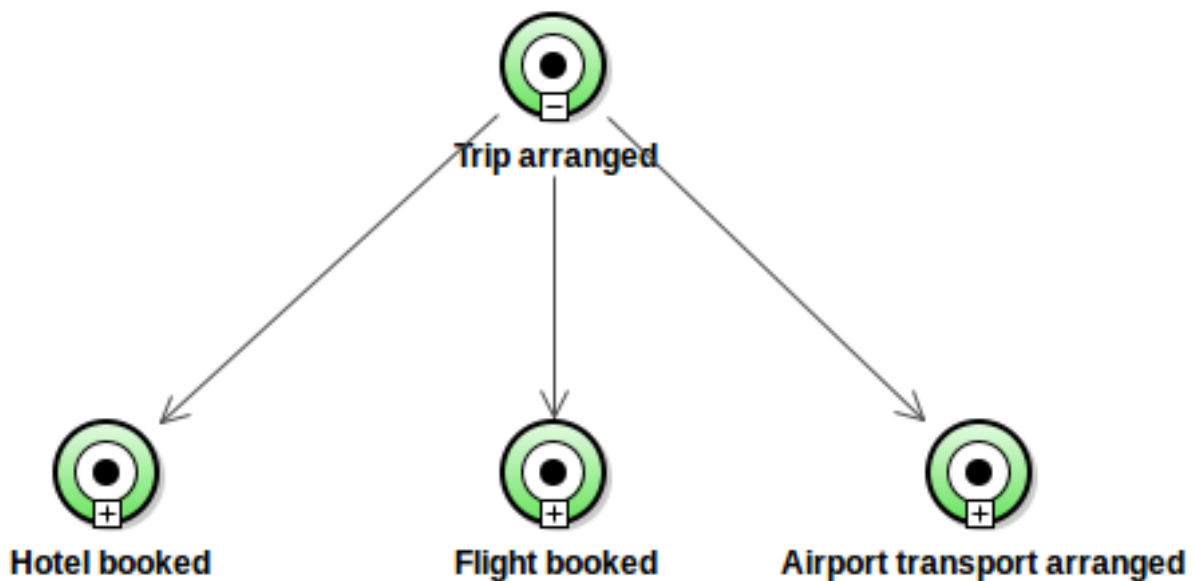 Trip arranged
Hotel booked
Flight booked
Airport transport arranged